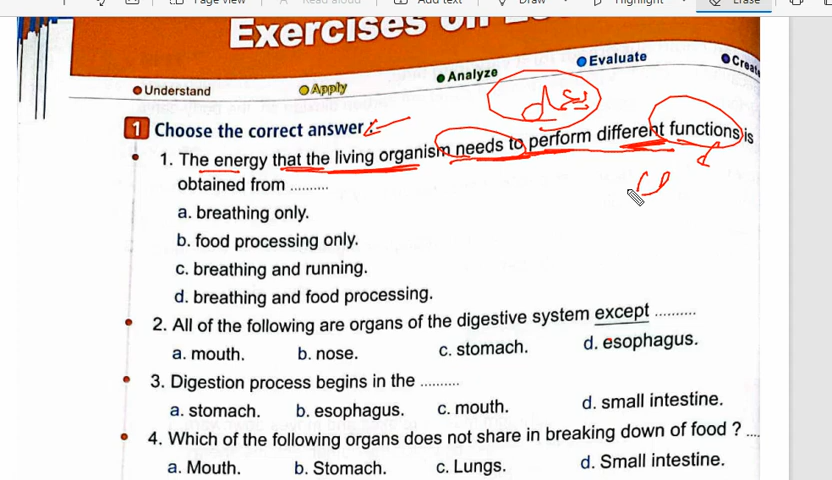 Page view
Read aloud
Add text
Draw
Highlight
Erase
Exercises on
Understand
Apply
Analyze
Evaluate
1 Choose the correct answer :
1. The energy that the living organism needs to perform different functions is
obtained from ..........
a. breathing only.
b. food processing only.
c. breathing and running.
d. breathing and food processing.
2. All of the following are organs of the digestive system except ..........
a. mouth. b. nose. c. stomach. d. esophagus.
3. Digestion process begins in the ..........
a. stomach. b. esophagus. c. mouth. d. small intestine.
4. Which of the following organs does not share in breaking down of food ? ....
a. Mouth. b. Stomach. c. Lungs. d. Small intestine.